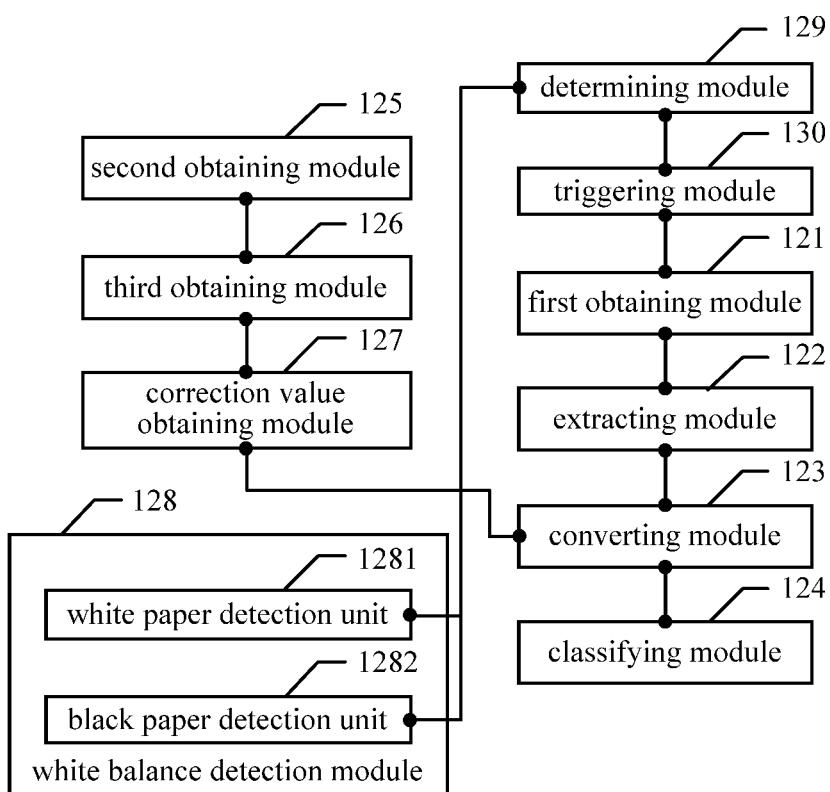 129
determining module
125
second obtaining module
130
triggering module
126
third obtaining module
121
first obtaining module
127
correction value
obtaining module
122
extracting module
123
converting module
128
1281
white paper detection unit
124
classifying module
1282
black paper detection unit
white balance detection module